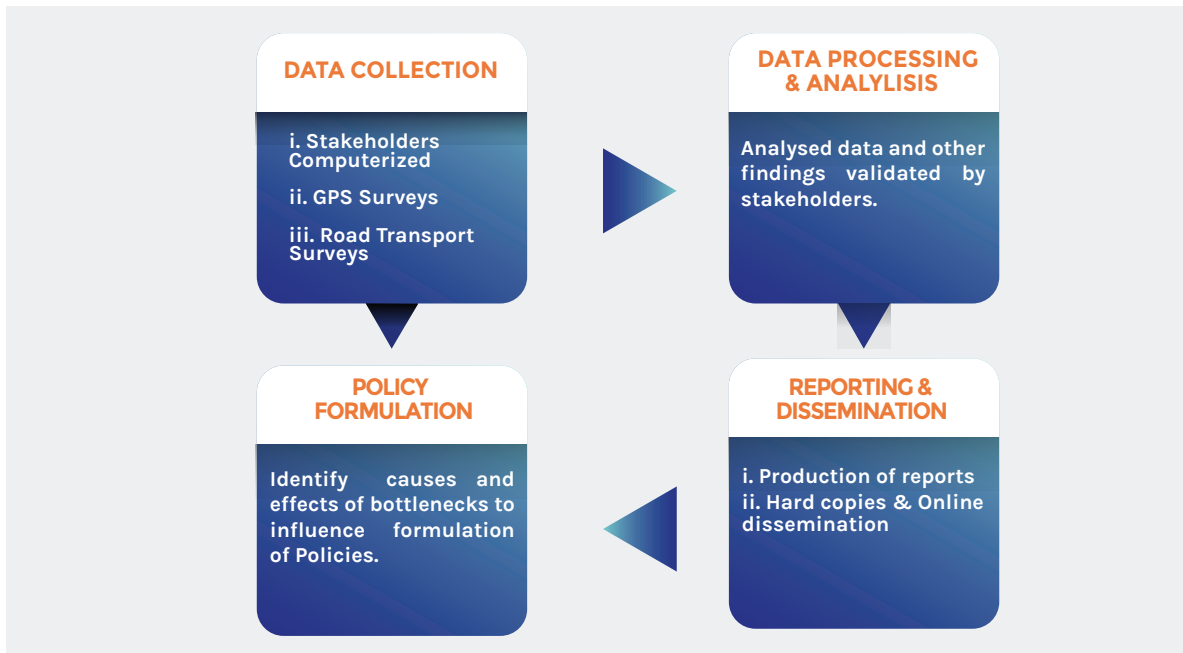 DATA COLLECTION
i. Stakeholders
Computerized
ii. GPS Surveys
iii. Road Transport
Surveys
DATA PROCESSING
& ANALYLISIS
Analysed data and other
findings validated by
stakeholders.
POLICY
FORMULATION
Identify causes and
effects of bottlenecks to
influence formulation
of Policies.
REPORTING &
DISSEMINATION
i. Production of reports
ii. Hard copies & Online
dissemination